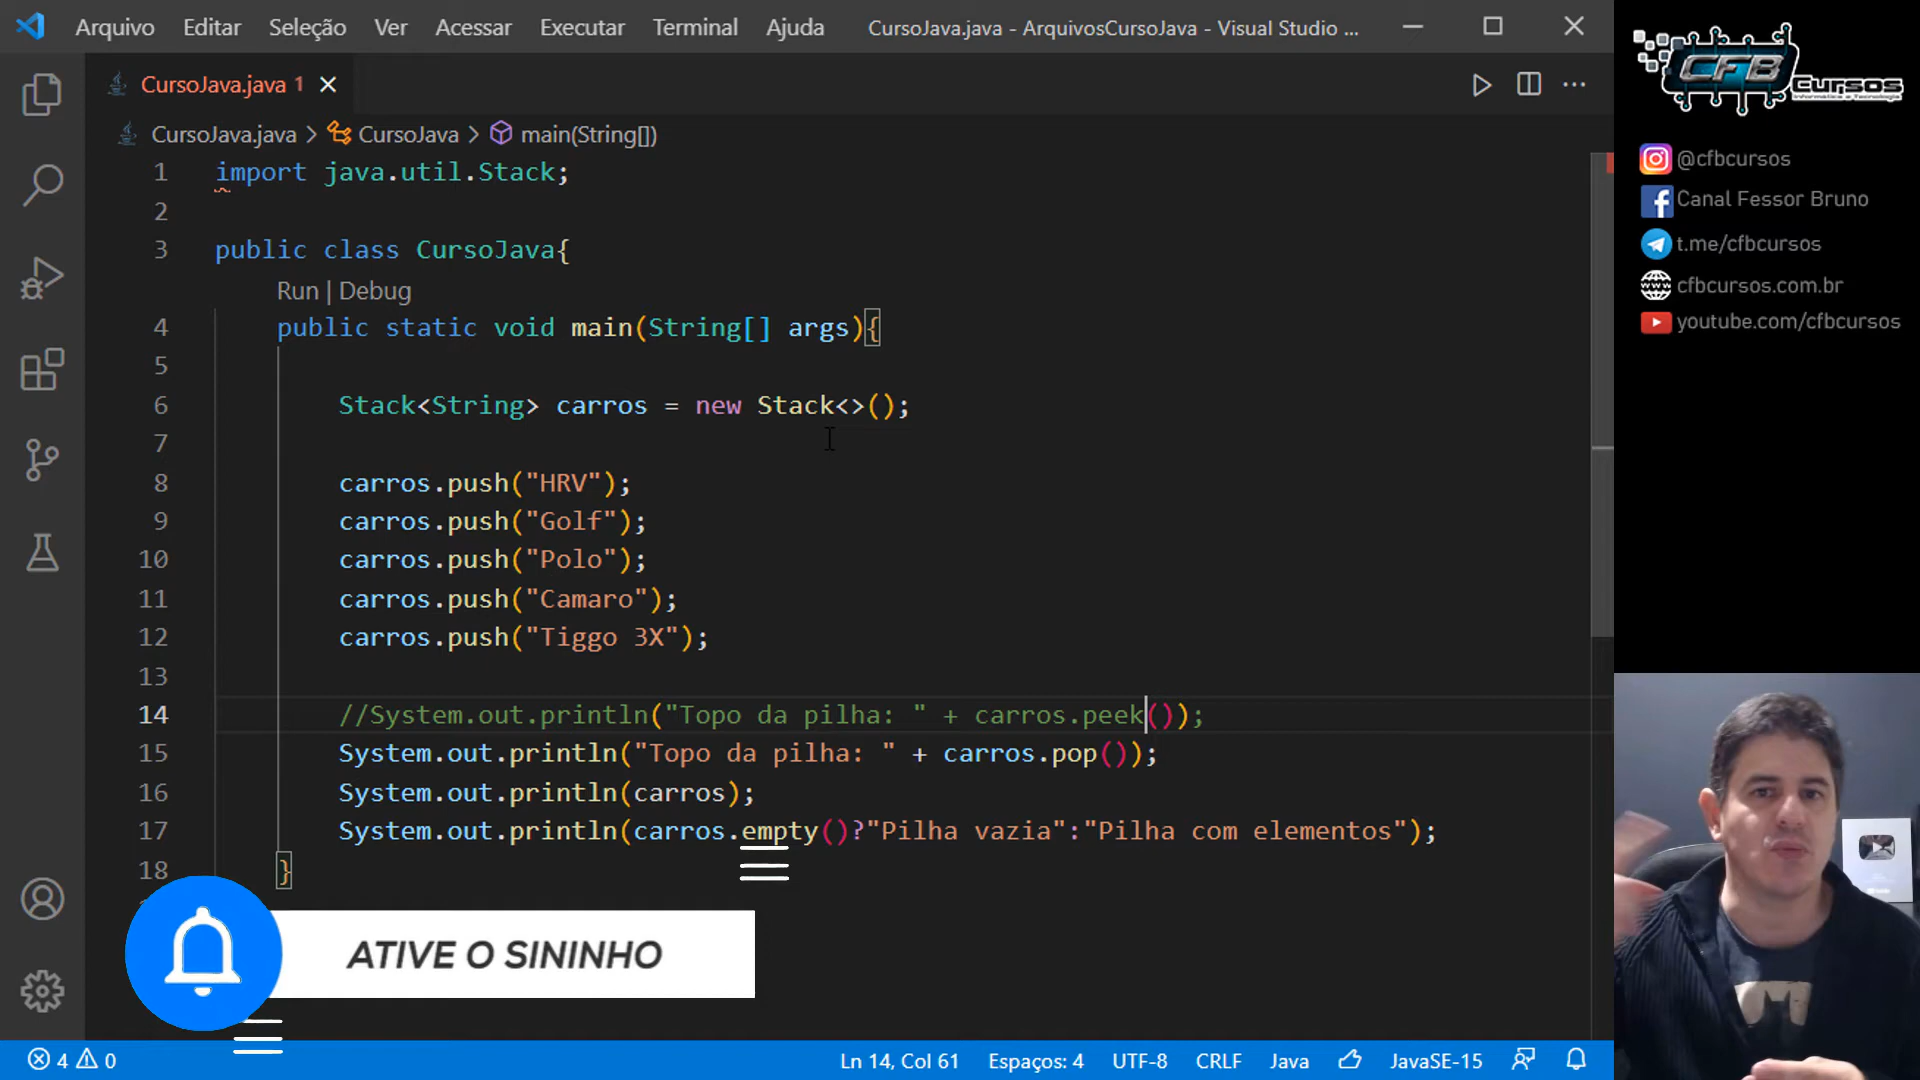 Arquivo Editar Seleção Ver Acessar Executar Terminal Ajuda CursoJava.java - ArquivosCursoJava - Visual Studio ...
CursoJava.java 1
CursoJava.java > CursoJava > main(String[])
1 import java.util.Stack;
2
3 public class CursoJava{
Run | Debug
4 public static void main(String[] args){
5
6 Stack<String> carros = new Stack<>();
7
8 carros.push("HRV");
9 carros.push("Golf");
10 carros.push("Polo");
11 carros.push("Camaro");
12 carros.push("Tiggo 3X");
13
14 //System.out.println("Topo da pilha: " + carros.peek());
15 System.out.println("Topo da pilha: " + carros.pop());
16 System.out.println(carros);
17 System.out.println(carros.empty()?"Pilha vazia":"Pilha com elementos");
18 }
ATIVE O SININHO
4 0 Ln 14, Col 61 Espaços: 4 UTF-8 CRLF Java JavaSE-15
CFB
Cursos
Informática e Tecnologia
@cfbcursos
Canal Fessor Bruno
t.me/cfbcursos
cfbcursos.com.br
youtube.com/cfbcursos